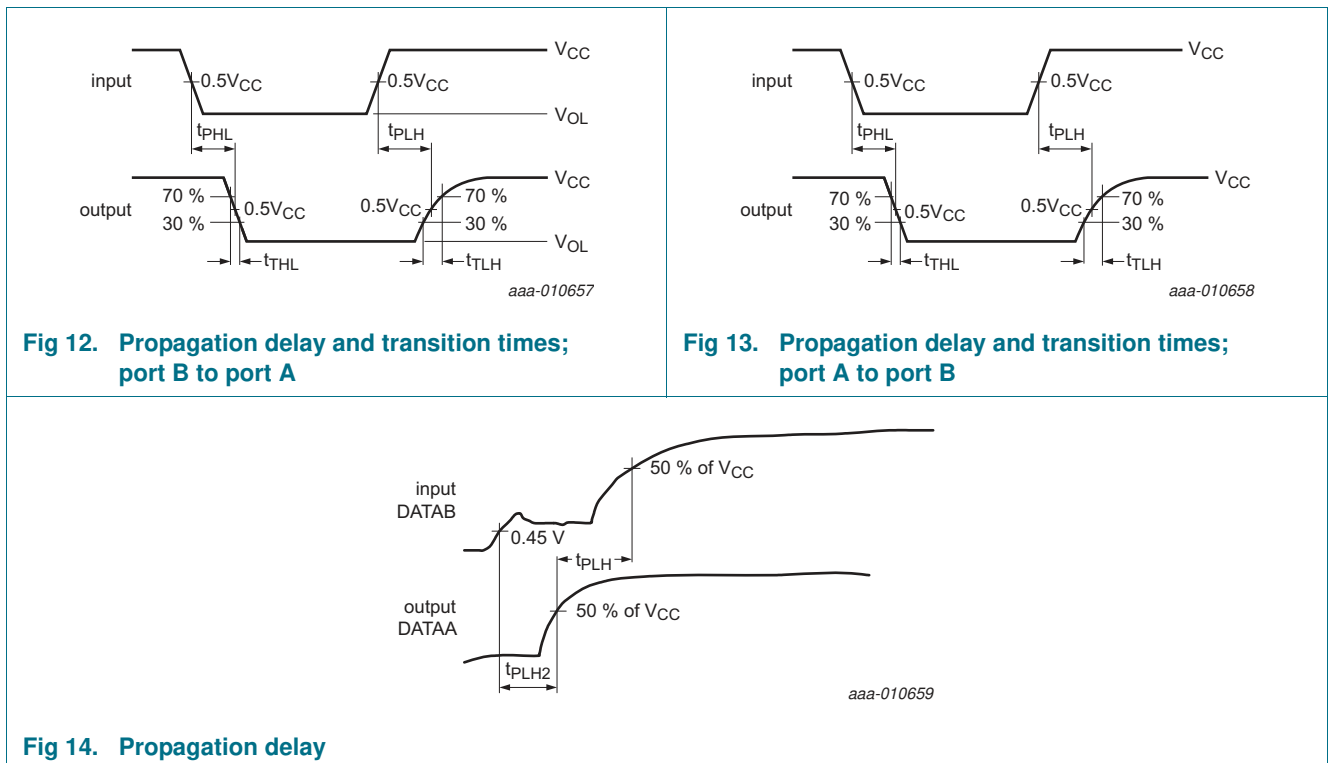 VCC
input
0.5VCC
0.5VCC
VOL
tPHL
tPLH
VCC
70 %
70 %
output
0.5VCC
0.5VCC
30 %
30 %
VOL
tTHL
tTLH
aaa-010657
Fig 12. Propagation delay and transition times;
port B to port A
VCC
input
0.5VCC
0.5VCC
tPHL
tPLH
VCC
70 %
70 %
output
0.5VCC
0.5VCC
30 %
30 %
tTHL
tTLH
aaa-010658
Fig 13. Propagation delay and transition times;
port A to port B
50 % of VCC
input
DATAB
0.45 V
tPLH
output
DATAA
50 % of VCC
tPLH2
aaa-010659
Fig 14. Propagation delay